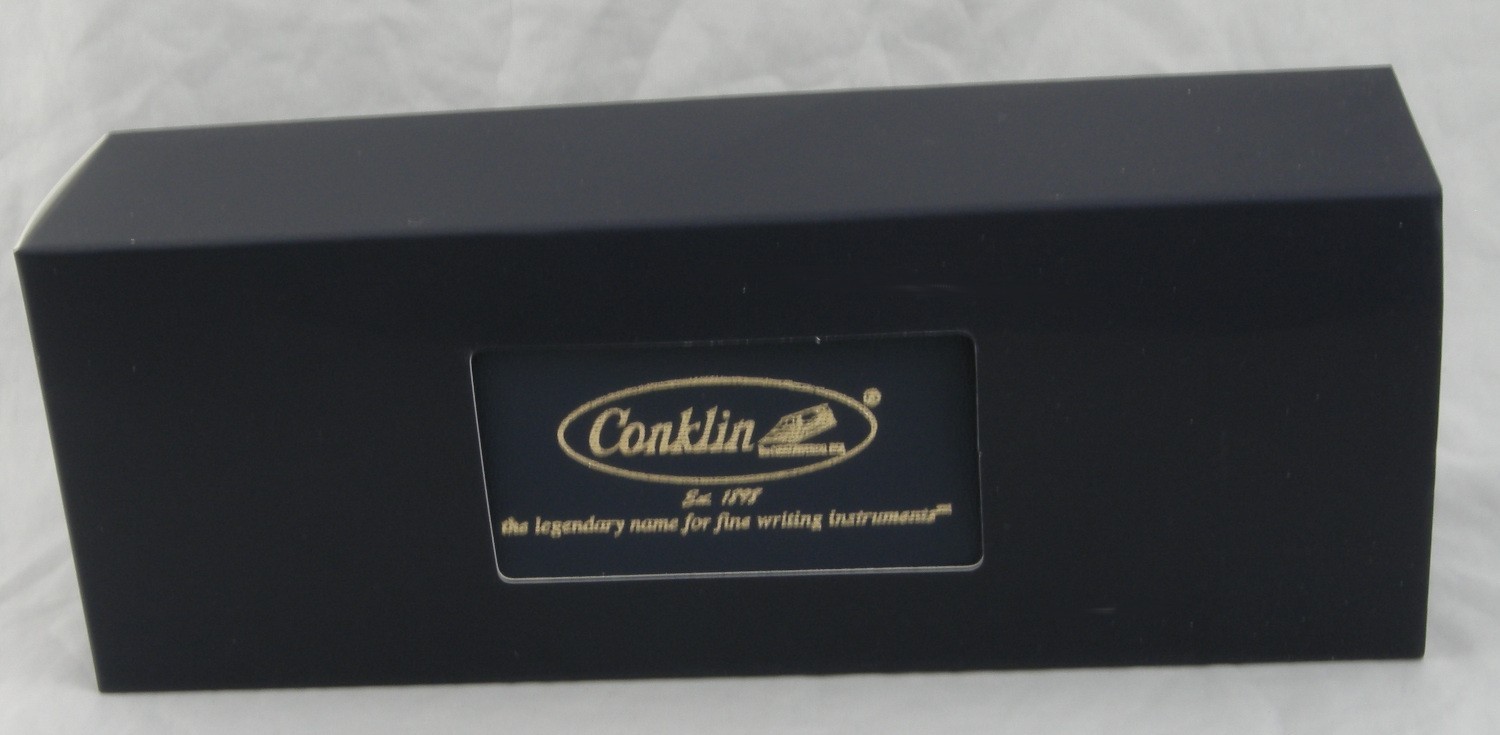 Conklin ®
Est. 1898
the legendary name for fine writing instruments